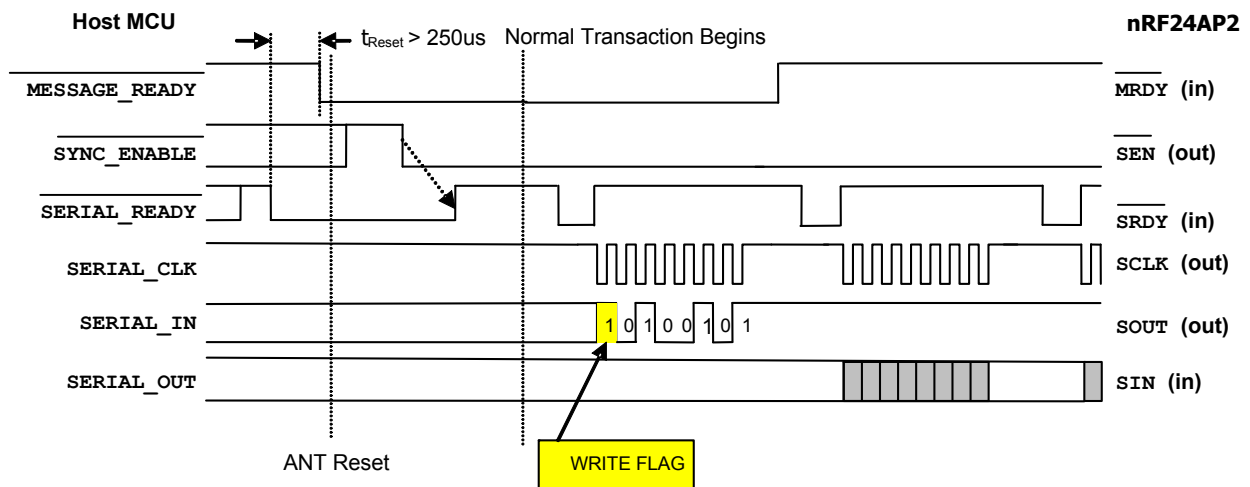 Host MCU
nRF24AP2
tReset > 250us Normal Transaction Begins
MESSAGE_READY
MRDY (in)
SYNC_ENABLE
SEN (out)
SERIAL_READY
SRDY (in)
SERIAL_CLK
SCLK (out)
SERIAL_IN
1 0 1 0 0 1 0 1
SOUT (out)
SERIAL_OUT
SIN (in)
ANT Reset
WRITE FLAG